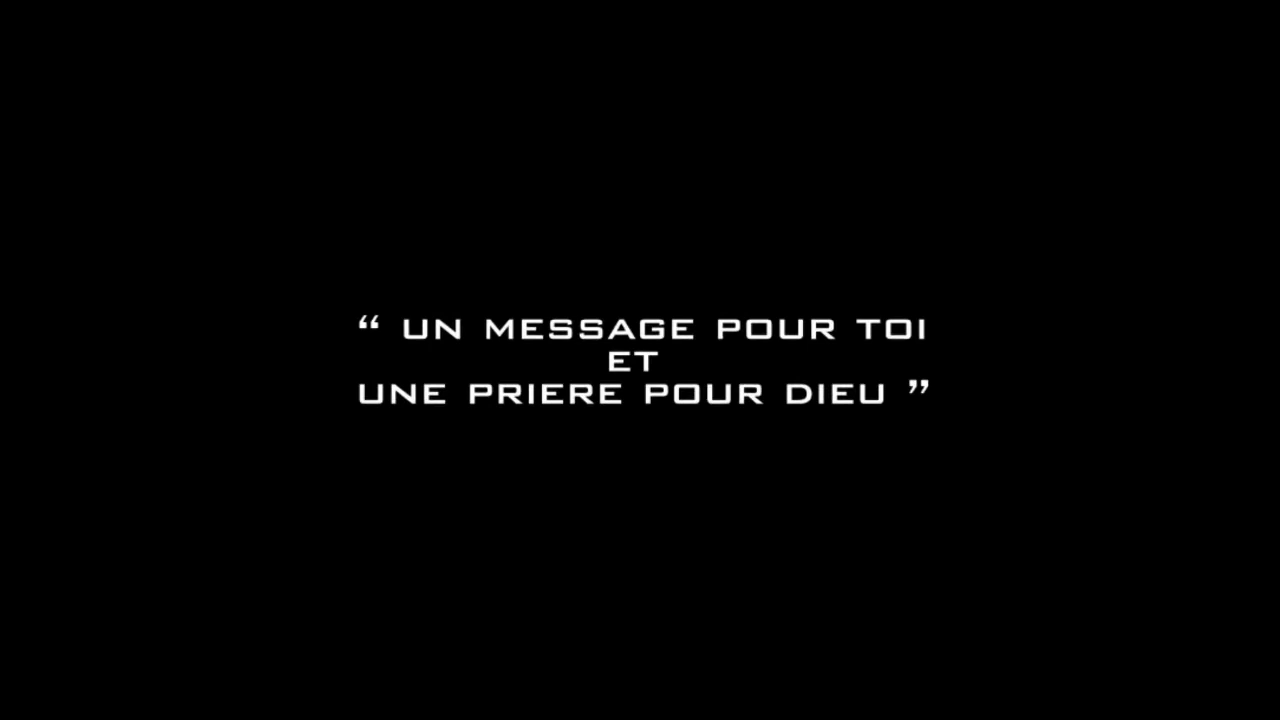 “ UN MESSAGE POUR TOI
ET
UNE PRIERE POUR DIEU ”